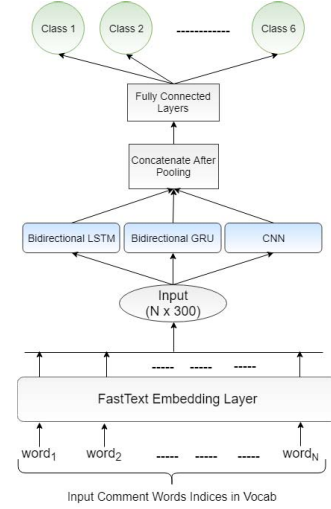 Class 1 Class 2 ------------ Class 6
Fully Connected
Layers
Concatenate After
Pooling
Bidirectional LSTM Bidirectional GRU CNN
Input
(N x 300)
----- ----- -----
FastText Embedding Layer
word1 word2 ----- ----- ----- wordN
Input Comment Words Indices in Vocab